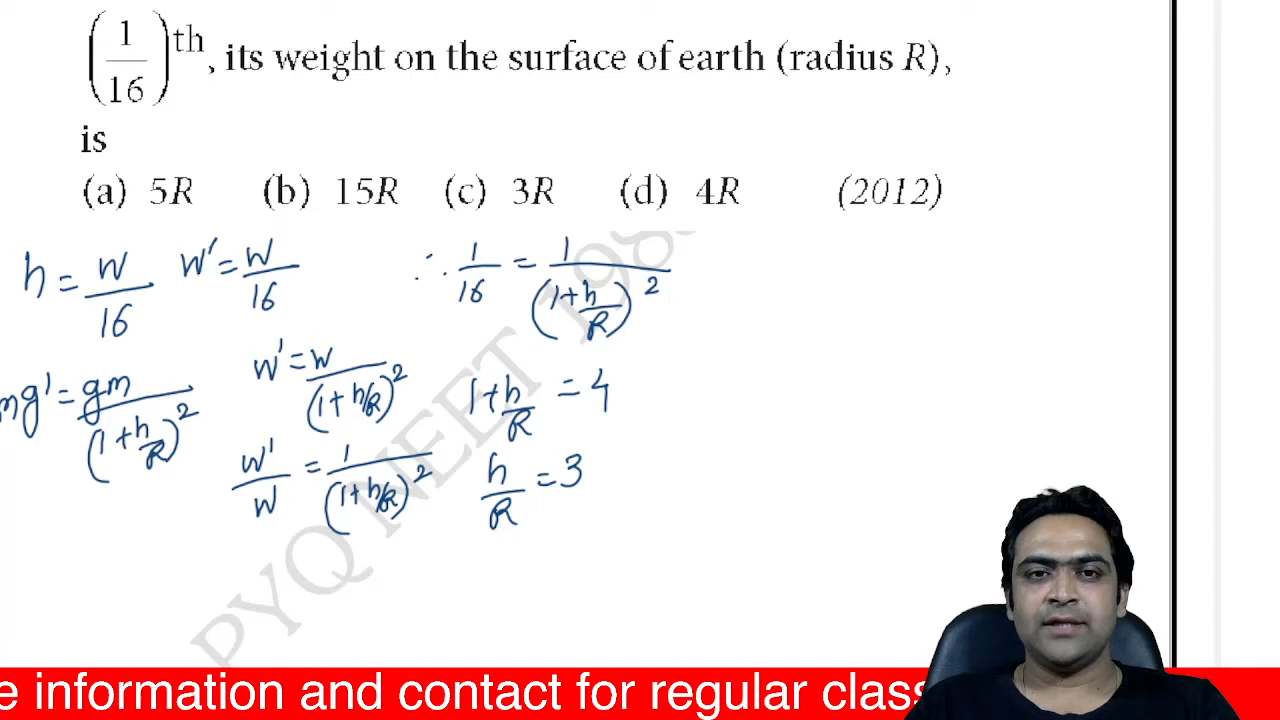 (1/16)th, its weight on the surface of earth (radius R),
is
(a) 5R (b) 15R (c) 3R (d) 4R (2012)
h = W/16 W' = W/16
mg' = gm/(1+h/R)²
W' = W/(1+h/R)²
W'/W = 1/(1+h/R)²
∴ 1/16 = 1/(1+h/R)²
1+h/R = 4
h/R = 3
PYQ NEET 198
e information and contact for regular clas